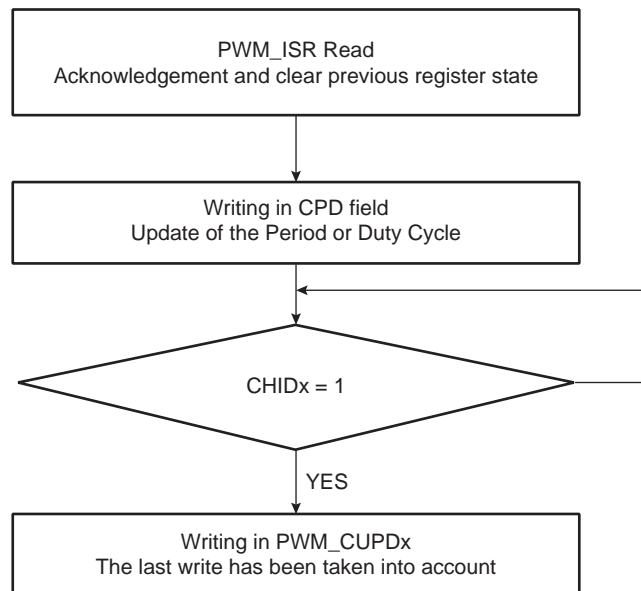 PWM_ISR Read
Acknowledgement and clear previous register state
Writing in CPD field
Update of the Period or Duty Cycle
CHIDx = 1
YES
Writing in PWM_CUPDx
The last write has been taken into account